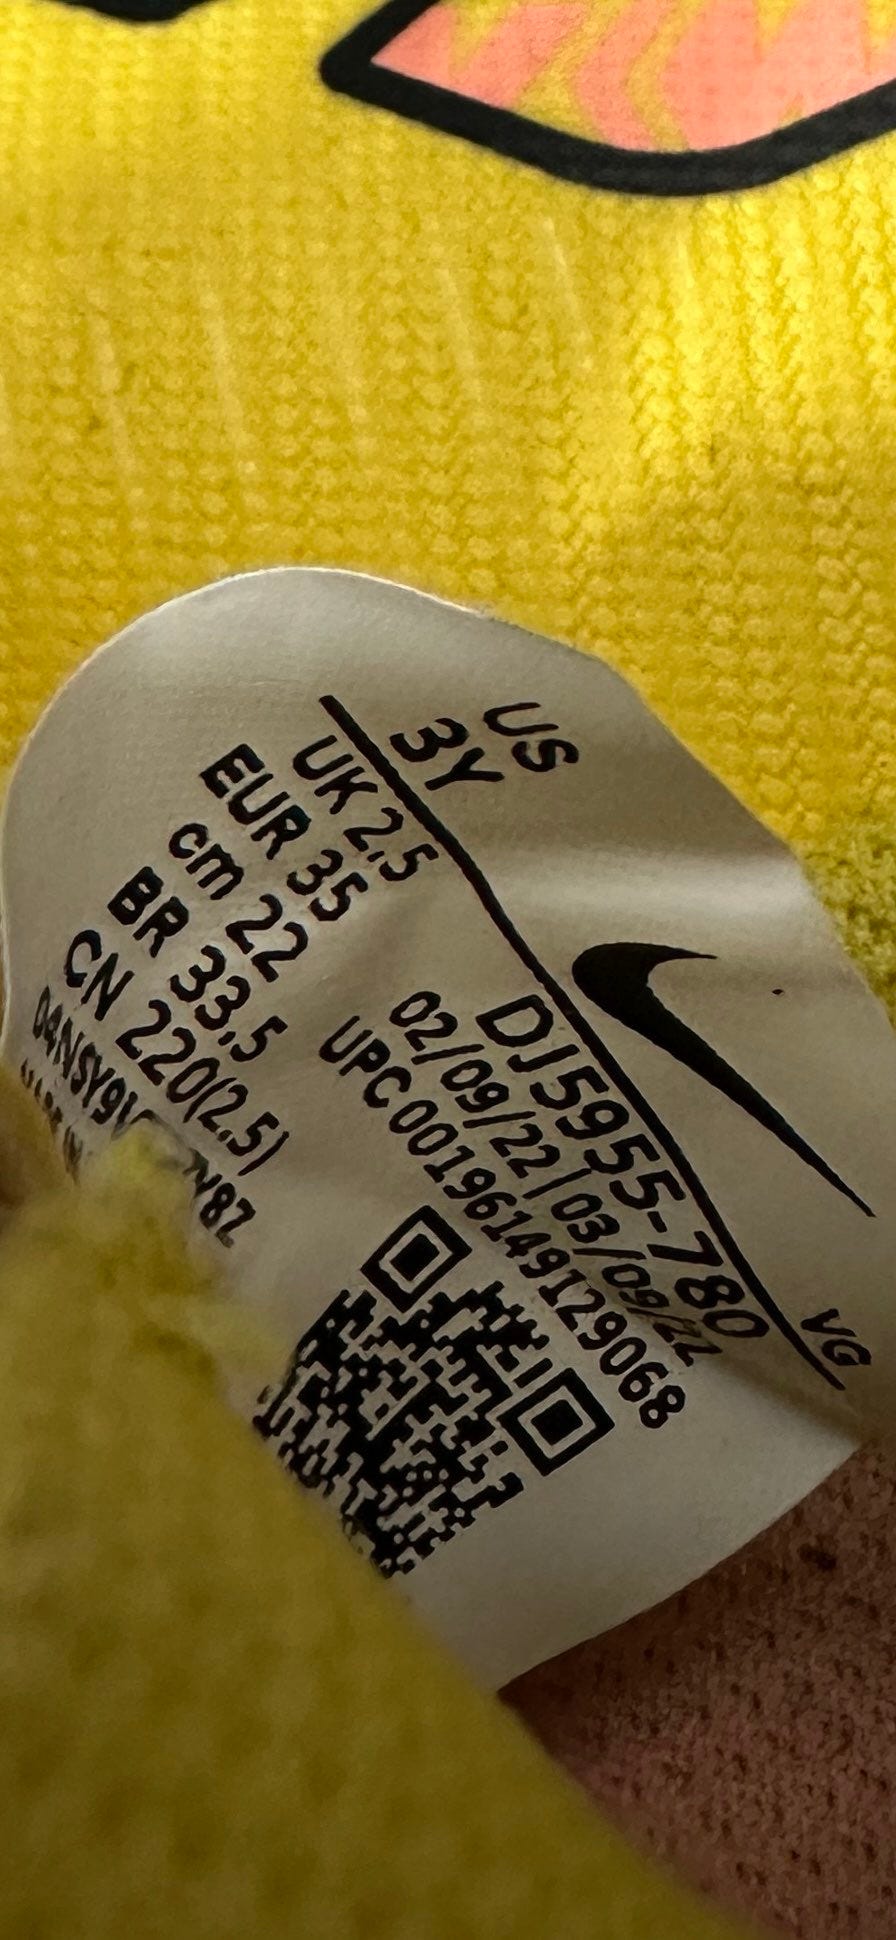 US
3Y
UK 2,5
EUR 35
cm 22
BR 33,5
CN 220(2,5)
DJ5955-780
02/09/22 | 03/09/22
UPC 00196149129068
VG